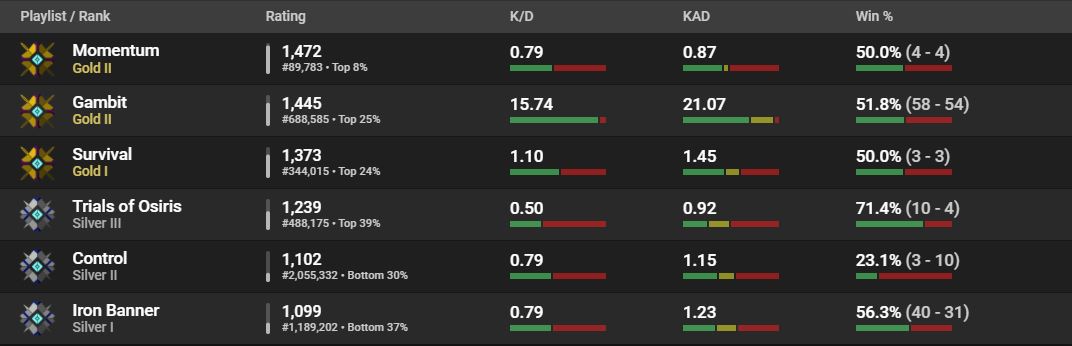 Playlist / Rank Rating K/D KAD Win %
Momentum 1,472 0.79 0.87 50.0% (4 - 4)
Gold II #89,783 • Top 8%
Gambit 1,445 15.74 21.07 51.8% (58 - 54)
Gold II #688,585 • Top 25%
Survival 1,373 1.10 1.45 50.0% (3 - 3)
Gold I #344,015 • Top 24%
Trials of Osiris 1,239 0.50 0.92 71.4% (10 - 4)
Silver III #488,175 • Top 39%
Control 1,102 0.79 1.15 23.1% (3 - 10)
Silver II #2,055,332 • Bottom 30%
Iron Banner 1,099 0.79 1.23 56.3% (40 - 31)
Silver I #1,189,202 • Bottom 37%